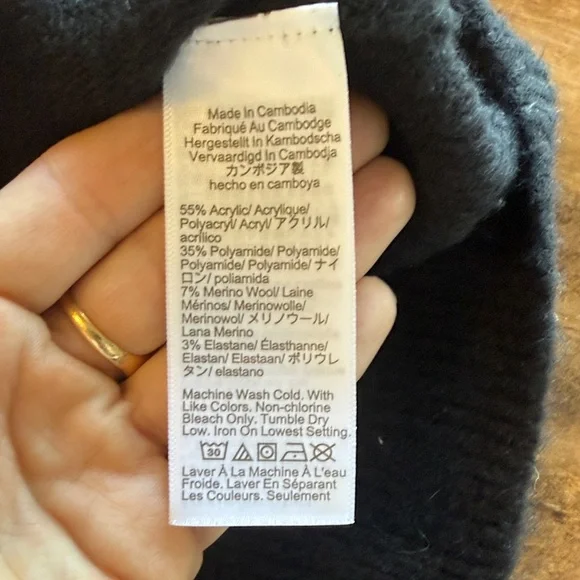 Made In Cambodia
Fabriqué Au Cambodge
Hergestellt In Kambodscha
Vervaardigd In Cambodja
カンボジア製
hecho en camboya
55% Acrylic/ Acrylique/
Polyacryl/ Acryl/ アクリル/
acrílico
35% Polyamide/ Polyamide/
Polyamide/ Polyamide/ ナイ
ロン/ poliamida
7% Merino Wool/ Laine
Mérinos/ Merinowolle/
Merinowol/ メリノウール/
Lana Merino
3% Elastane/ Élasthanne/
Elastan/ Elastaan/ ポリウレ
タン/ elastano
Machine Wash Cold. With
Like Colors. Non-chlorine
Bleach Only. Tumble Dry
Low. Iron On Lowest Setting.
30
Laver À La Machine À L'eau
Froide. Laver En Séparant
Les Couleurs. Seulement